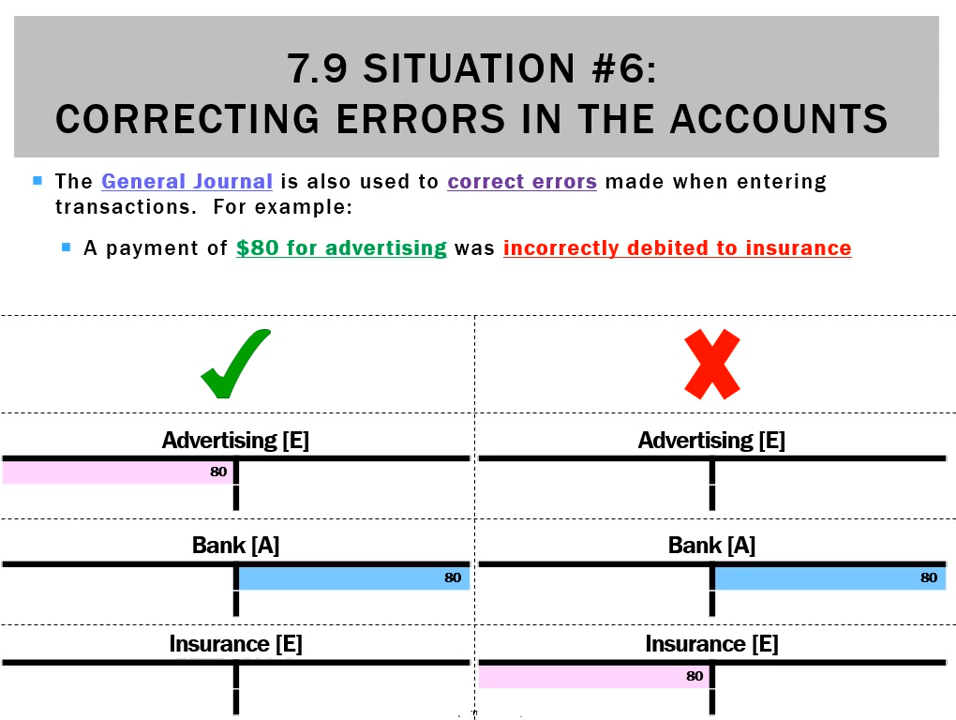 7.9 SITUATION #6:
CORRECTING ERRORS IN THE ACCOUNTS
The General Journal is also used to correct errors made when entering
transactions. For example:
A payment of $80 for advertising was incorrectly debited to insurance
Advertising [E]
Advertising [E]
80
Bank [A]
Bank [A]
80
80
Insurance [E]
Insurance [E]
80